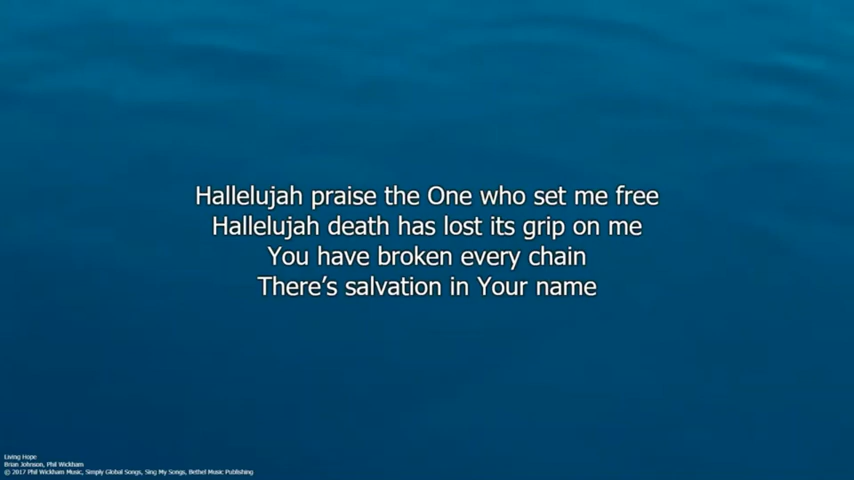 Hallelujah praise the One who set me free
Hallelujah death has lost its grip on me
You have broken every chain
There’s salvation in Your name
Living Hope
Brian Johnson, Phil Wickham
© 2017 Phil Wickham Music, Simply Global Songs, Sing My Songs, Bethel Music Publishing